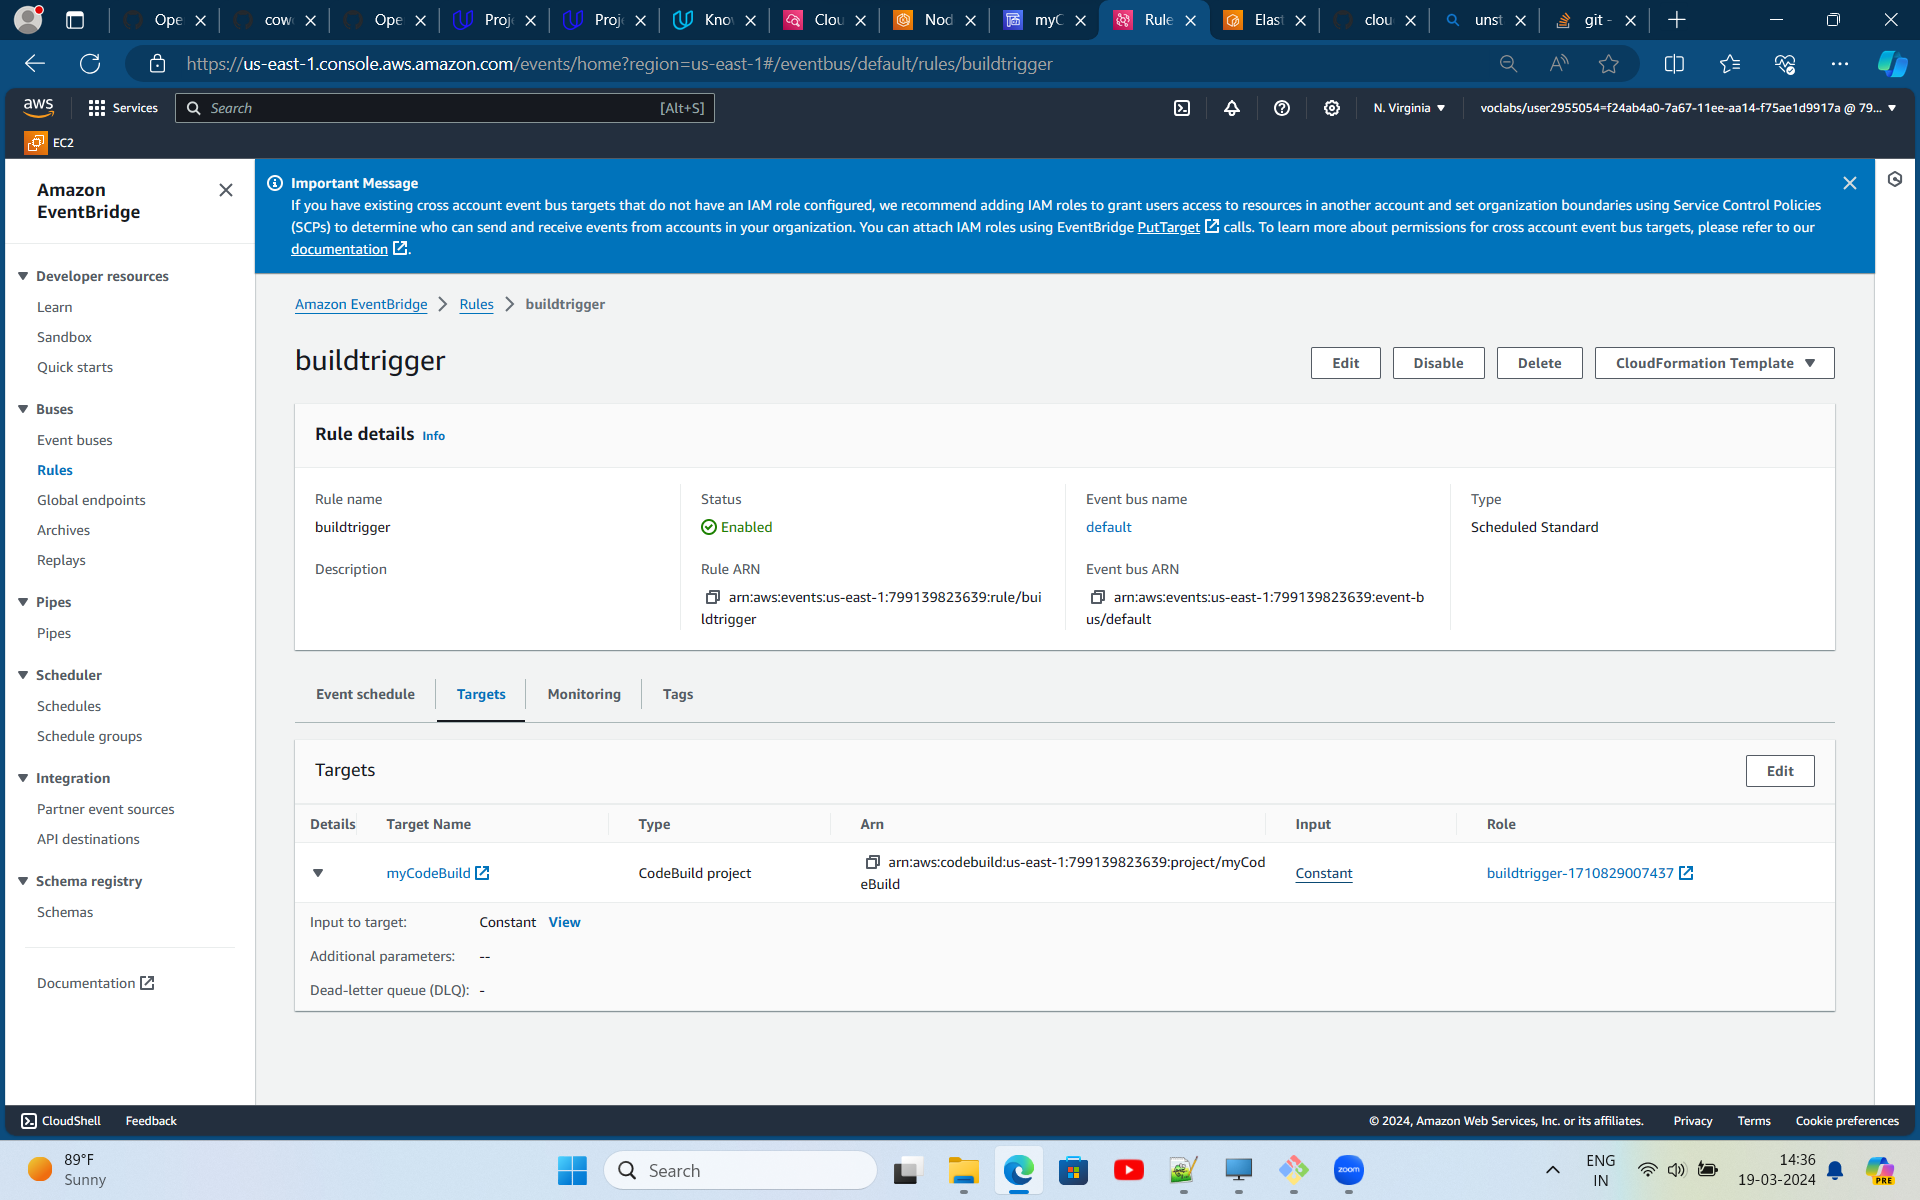 Ope
cow
Ope
Proj
Proj
Kno
Clou
Nod
myC
Rule
Elast
clou
unst
git -
https://us-east-1.console.aws.amazon.com/events/home?region=us-east-1#/eventbus/default/rules/buildtrigger
aws
Services
Search
[Alt+S]
N. Virginia
voclabs/user2955054=f24ab4a0-7a67-11ee-aa14-f75ae1d9917a @ 79...
EC2
Amazon
EventBridge
Developer resources
Learn
Sandbox
Quick starts
Buses
Event buses
Rules
Global endpoints
Archives
Replays
Pipes
Pipes
Scheduler
Schedules
Schedule groups
Integration
Partner event sources
API destinations
Schema registry
Schemas
Documentation
Important Message
If you have existing cross account event bus targets that do not have an IAM role configured, we recommend adding IAM roles to grant users access to resources in another account and set organization boundaries using Service Control Policies
(SCPs) to determine who can send and receive events from accounts in your organization. You can attach IAM roles using EventBridge PutTarget calls. To learn more about permissions for cross account event bus targets, please refer to our
documentation .
Amazon EventBridge
Rules
buildtrigger
buildtrigger
Edit
Disable
Delete
CloudFormation Template
Rule details Info
Rule name
buildtrigger
Description
Status
Enabled
Rule ARN
arn:aws:events:us-east-1:799139823639:rule/bui
ldtrigger
Event bus name
default
Event bus ARN
arn:aws:events:us-east-1:799139823639:event-b
us/default
Type
Scheduled Standard
Event schedule
Targets
Monitoring
Tags
Targets
Edit
Details
Target Name
Type
Arn
Input
Role
myCodeBuild
CodeBuild project
arn:aws:codebuild:us-east-1:799139823639:project/myCod
eBuild
Constant
buildtrigger-1710829007437
Input to target: Constant View
Additional parameters: --
Dead-letter queue (DLQ): -
CloudShell
Feedback
© 2024, Amazon Web Services, Inc. or its affiliates.
Privacy
Terms
Cookie preferences
89°F
Sunny
Search
zoom
ENG
IN
14:36
19-03-2024
PRE